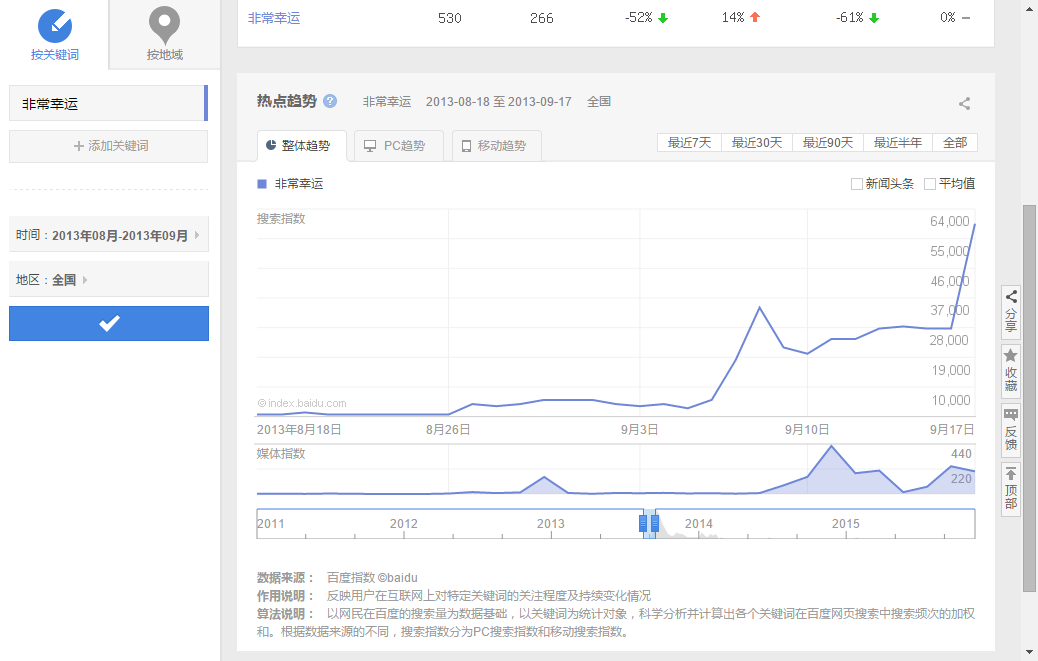 按关键词
按地域
非常幸运 530 266 -52% 14% -61% 0%
非常幸运
添加关键词
热点趋势 非常幸运 2013-08-18 至 2013-09-17 全国
整体趋势 PC趋势 移动趋势 最近7天 最近30天 最近90天 最近半年 全部
非常幸运 新闻头条 平均值
时间：2013年08月-2013年09月
地区：全国
搜索指数
64,000
55,000
46,000
37,000
28,000
19,000
10,000
©index.baidu.com
2013年8月18日 8月26日 9月3日 9月10日 9月17日
媒体指数
440
220
2011 2012 2013 2014 2015
数据来源： 百度指数 ©baidu
作用说明： 反映用户在互联网上对特定关键词的关注程度及持续变化情况
算法说明： 以网民在百度的搜索量为数据基础，以关键词为统计对象，科学分析并计算出各个关键词在百度网页搜索中搜索频次的加权
和。根据数据来源的不同，搜索指数分为PC搜索指数和移动搜索指数。
分享
收藏
反馈
顶部